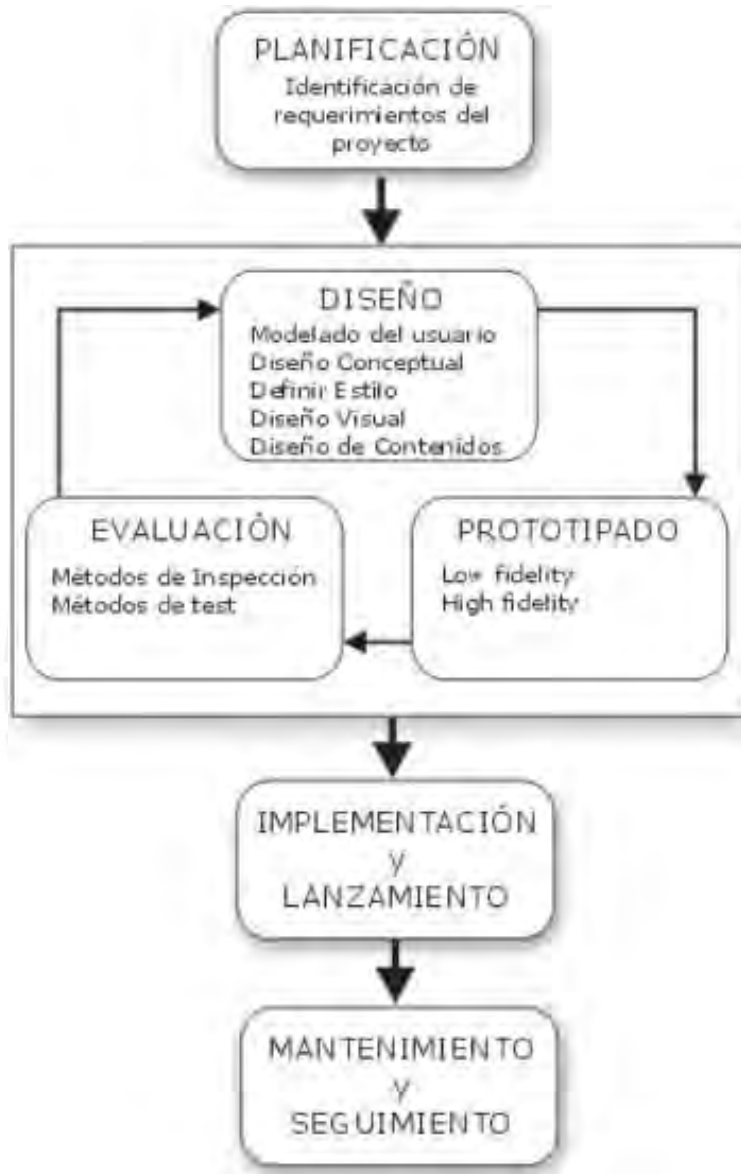 PLANIFICACIÓN
Identificación de
requerimientos del
proyecto
DISEÑO
Modelado del usuario
Diseño Conceptual
Definir Estilo
Diseño Visual
Diseño de Contenidos
EVALUACIÓN
Métodos de Inspección
Métodos de test
PROTOTIPADO
Low fidelity
High fidelity
IMPLEMENTACIÓN
y
LANZAMIENTO
MANTENIMIENTO
y
SEGUIMIENTO